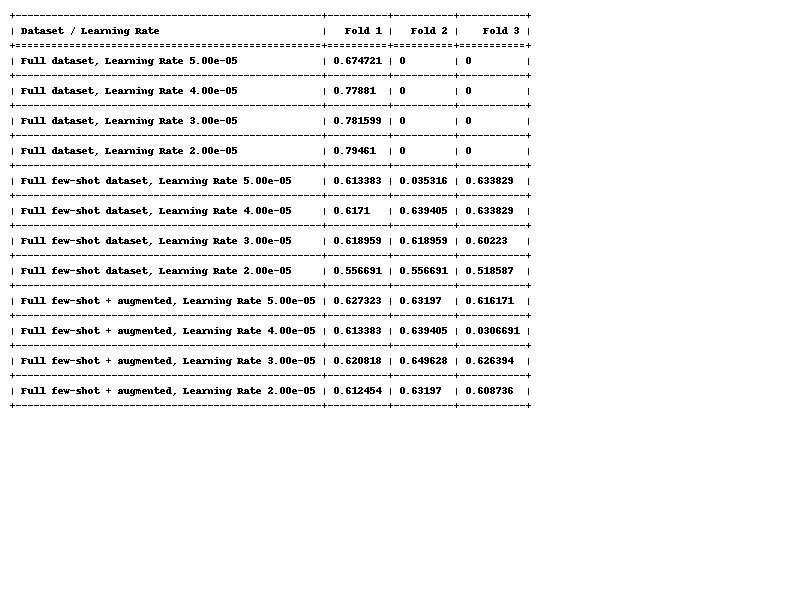 +---------------------------------------------------+----------+----------+-----------+
| Dataset / Learning Rate                           |   Fold 1 |   Fold 2 |    Fold 3 |
+===================================================+==========+==========+===========+
| Full dataset, Learning Rate 5.00e-05              | 0.674721 | 0        | 0         |
+---------------------------------------------------+----------+----------+-----------+
| Full dataset, Learning Rate 4.00e-05              | 0.77881  | 0        | 0         |
+---------------------------------------------------+----------+----------+-----------+
| Full dataset, Learning Rate 3.00e-05              | 0.781599 | 0        | 0         |
+---------------------------------------------------+----------+----------+-----------+
| Full dataset, Learning Rate 2.00e-05              | 0.79461  | 0        | 0         |
+---------------------------------------------------+----------+----------+-----------+
| Full few-shot dataset, Learning Rate 5.00e-05     | 0.613383 | 0.035316 | 0.633829  |
+---------------------------------------------------+----------+----------+-----------+
| Full few-shot dataset, Learning Rate 4.00e-05     | 0.6171   | 0.639405 | 0.633829  |
+---------------------------------------------------+----------+----------+-----------+
| Full few-shot dataset, Learning Rate 3.00e-05     | 0.618959 | 0.618959 | 0.60223   |
+---------------------------------------------------+----------+----------+-----------+
| Full few-shot dataset, Learning Rate 2.00e-05     | 0.556691 | 0.556691 | 0.518587  |
+---------------------------------------------------+----------+----------+-----------+
| Full few-shot + augmented, Learning Rate 5.00e-05 | 0.627323 | 0.63197  | 0.616171  |
+---------------------------------------------------+----------+----------+-----------+
| Full few-shot + augmented, Learning Rate 4.00e-05 | 0.613383 | 0.639405 | 0.0306691 |
+---------------------------------------------------+----------+----------+-----------+
| Full few-shot + augmented, Learning Rate 3.00e-05 | 0.620818 | 0.649628 | 0.626394  |
+---------------------------------------------------+----------+----------+-----------+
| Full few-shot + augmented, Learning Rate 2.00e-05 | 0.612454 | 0.63197  | 0.608736  |
+---------------------------------------------------+----------+----------+-----------+